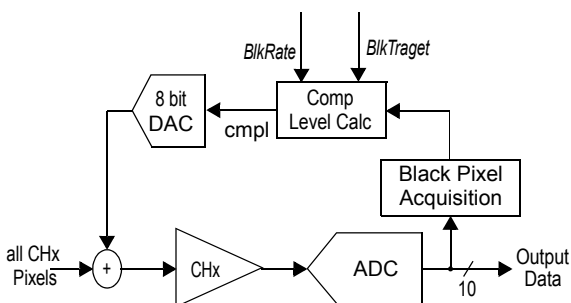 BlkRate
BlkTraget
8 bit
DAC
cmpl
Comp
Level Calc
Black Pixel
Acquisition
all CHx
Pixels
+
CHx
ADC
10
Output
Data